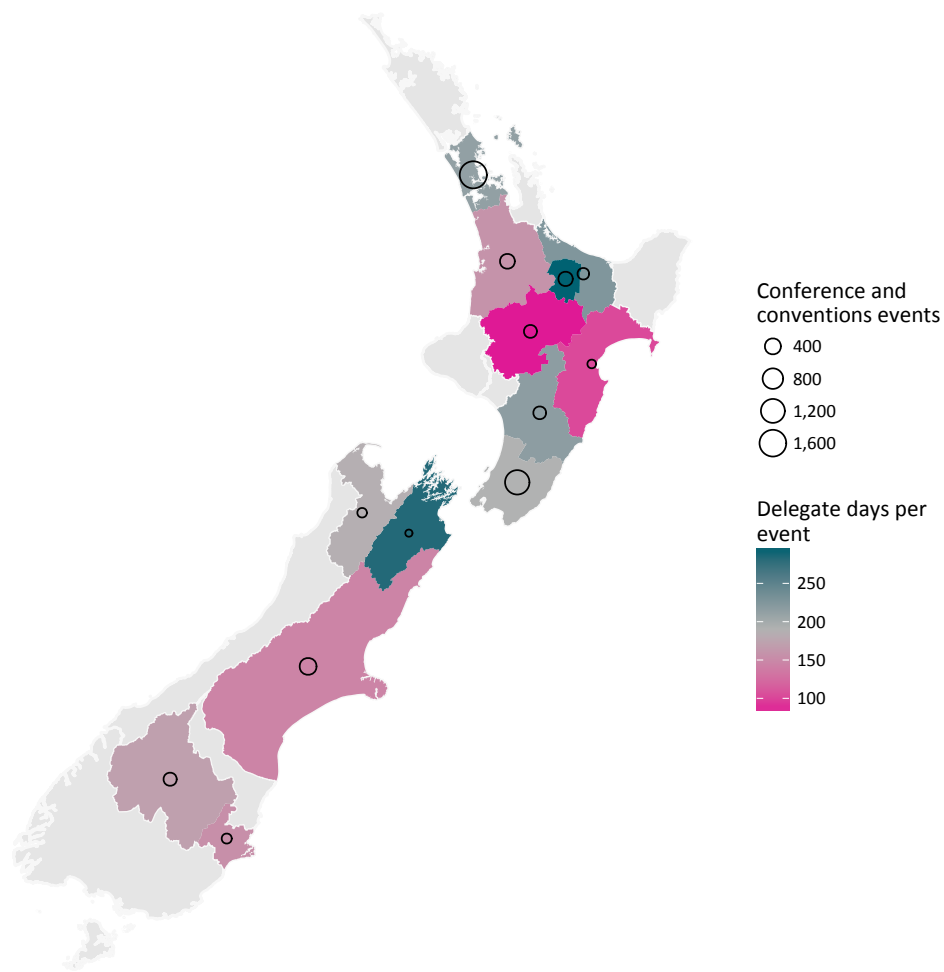 Conference and
conventions events
400
800
1,200
1,600
Delegate days per
event
250
200
150
100